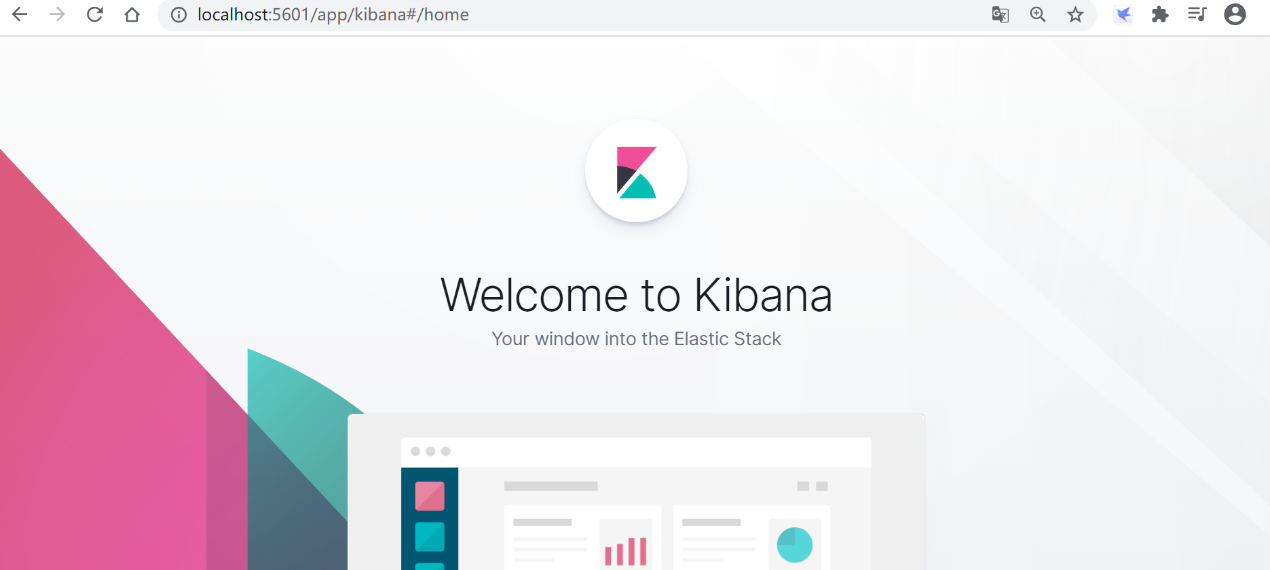 localhost:5601/app/kibana#/home
Welcome to Kibana
Your window into the Elastic Stack